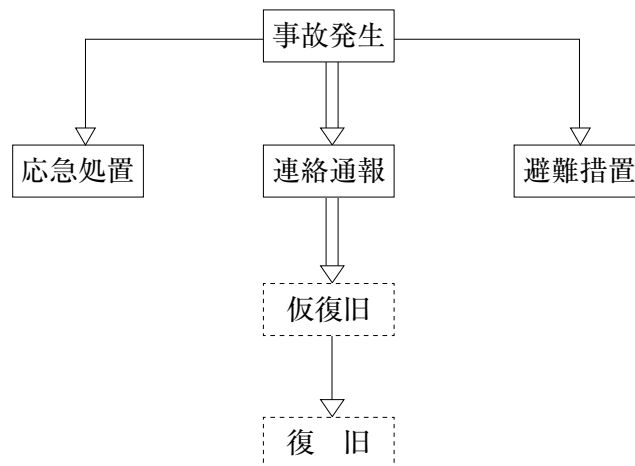 事故発生
応急処置
連絡通報
避難措置
仮復旧
復　旧